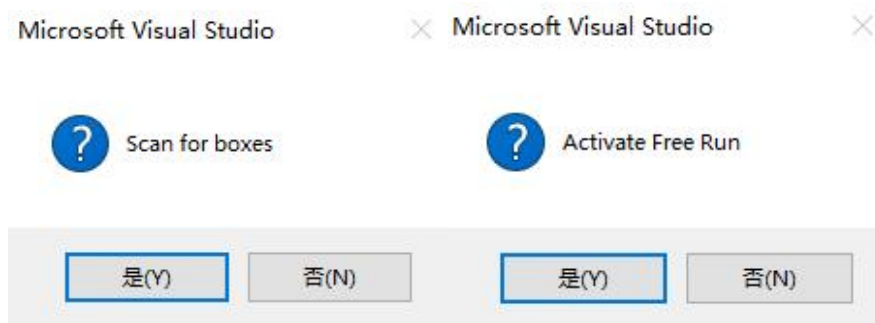 Microsoft Visual Studio
Scan for boxes
是(Y)
否(N)
Microsoft Visual Studio
Activate Free Run
是(Y)
否(N)